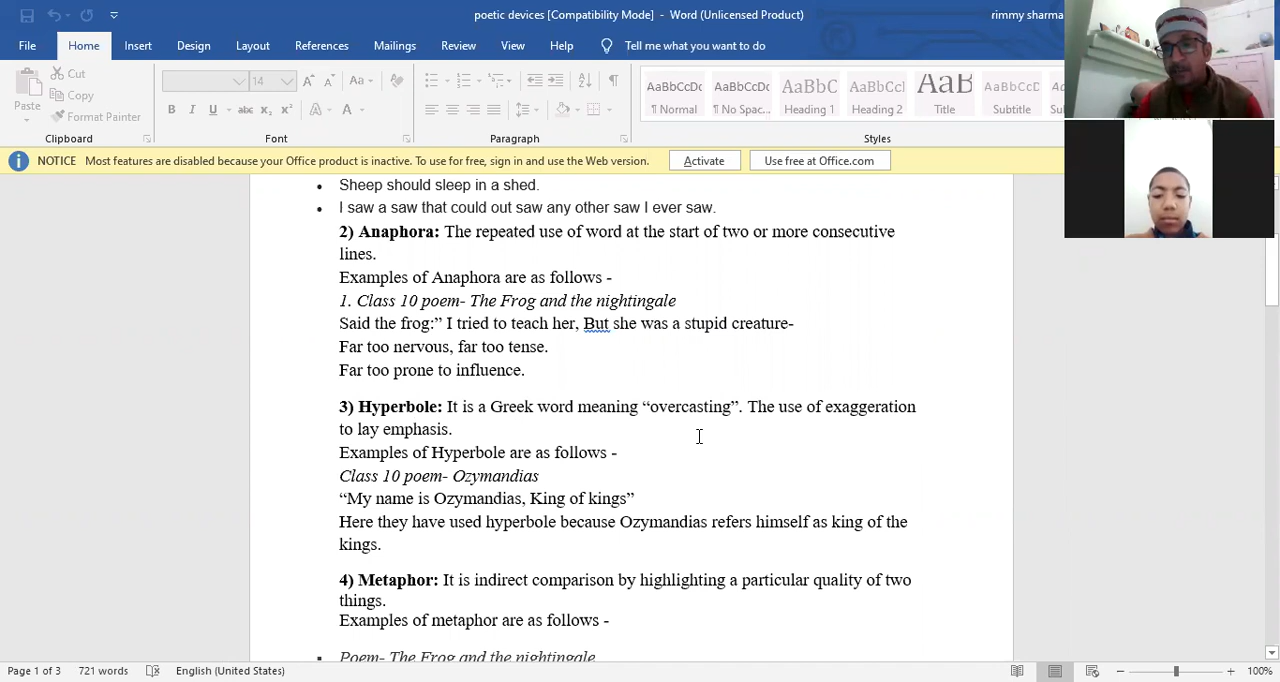 poetic devices [Compatibility Mode] - Word (Unlicensed Product)
rimmy sharma
File Home Insert Design Layout References Mailings Review View Help Tell me what you want to do
Paste
Cut
Copy
Format Painter
Clipboard
14
Aa
B I U abc x₂ x² A A
Font
Paragraph
AaBbCcDc AaBbCcDc AaBbC AaBbCcI AaB AaBbCcD
¶ Normal ¶ No Spac... Heading 1 Heading 2 Title Subtitle
Styles
NOTICE Most features are disabled because your Office product is inactive. To use for free, sign in and use the Web version. Activate Use free at Office.com
• Sheep should sleep in a shed.
• I saw a saw that could out saw any other saw I ever saw.
2) Anaphora: The repeated use of word at the start of two or more consecutive
lines.
Examples of Anaphora are as follows -
1. Class 10 poem- The Frog and the nightingale
Said the frog:” I tried to teach her, But she was a stupid creature-
Far too nervous, far too tense.
Far too prone to influence.
3) Hyperbole: It is a Greek word meaning “overcasting”. The use of exaggeration
to lay emphasis.
Examples of Hyperbole are as follows -
Class 10 poem- Ozymandias
“My name is Ozymandias, King of kings”
Here they have used hyperbole because Ozymandias refers himself as king of the
kings.
4) Metaphor: It is indirect comparison by highlighting a particular quality of two
things.
Examples of metaphor are as follows -
▪ Poem- The Frog and the nightingale
Page 1 of 3 721 words English (United States) 100%